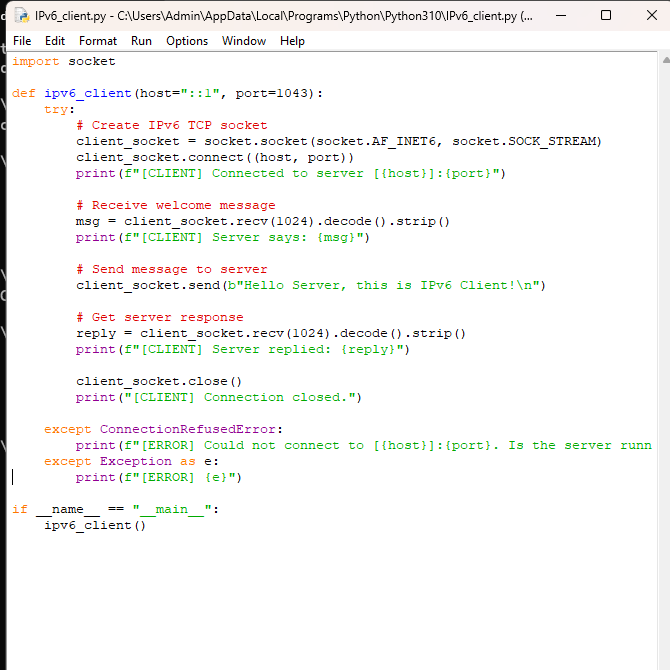 IPv6_client.py - C:\Users\Admin\AppData\Local\Programs\Python\Python310\IPv6_client.py (...
File Edit Format Run Options Window Help
import socket
def ipv6_client(host="::1", port=1043):
    try:
        # Create IPv6 TCP socket
        client_socket = socket.socket(socket.AF_INET6, socket.SOCK_STREAM)
        client_socket.connect((host, port))
        print(f"[CLIENT] Connected to server [{host}]:{port}")
        # Receive welcome message
        msg = client_socket.recv(1024).decode().strip()
        print(f"[CLIENT] Server says: {msg}")
        # Send message to server
        client_socket.send(b"Hello Server, this is IPv6 Client!\n")
        # Get server response
        reply = client_socket.recv(1024).decode().strip()
        print(f"[CLIENT] Server replied: {reply}")
        client_socket.close()
        print("[CLIENT] Connection closed.")
    except ConnectionRefusedError:
        print(f"[ERROR] Could not connect to [{host}]:{port}. Is the server runn
    except Exception as e:
        print(f"[ERROR] {e}")
if __name__ == "__main__":
    ipv6_client()